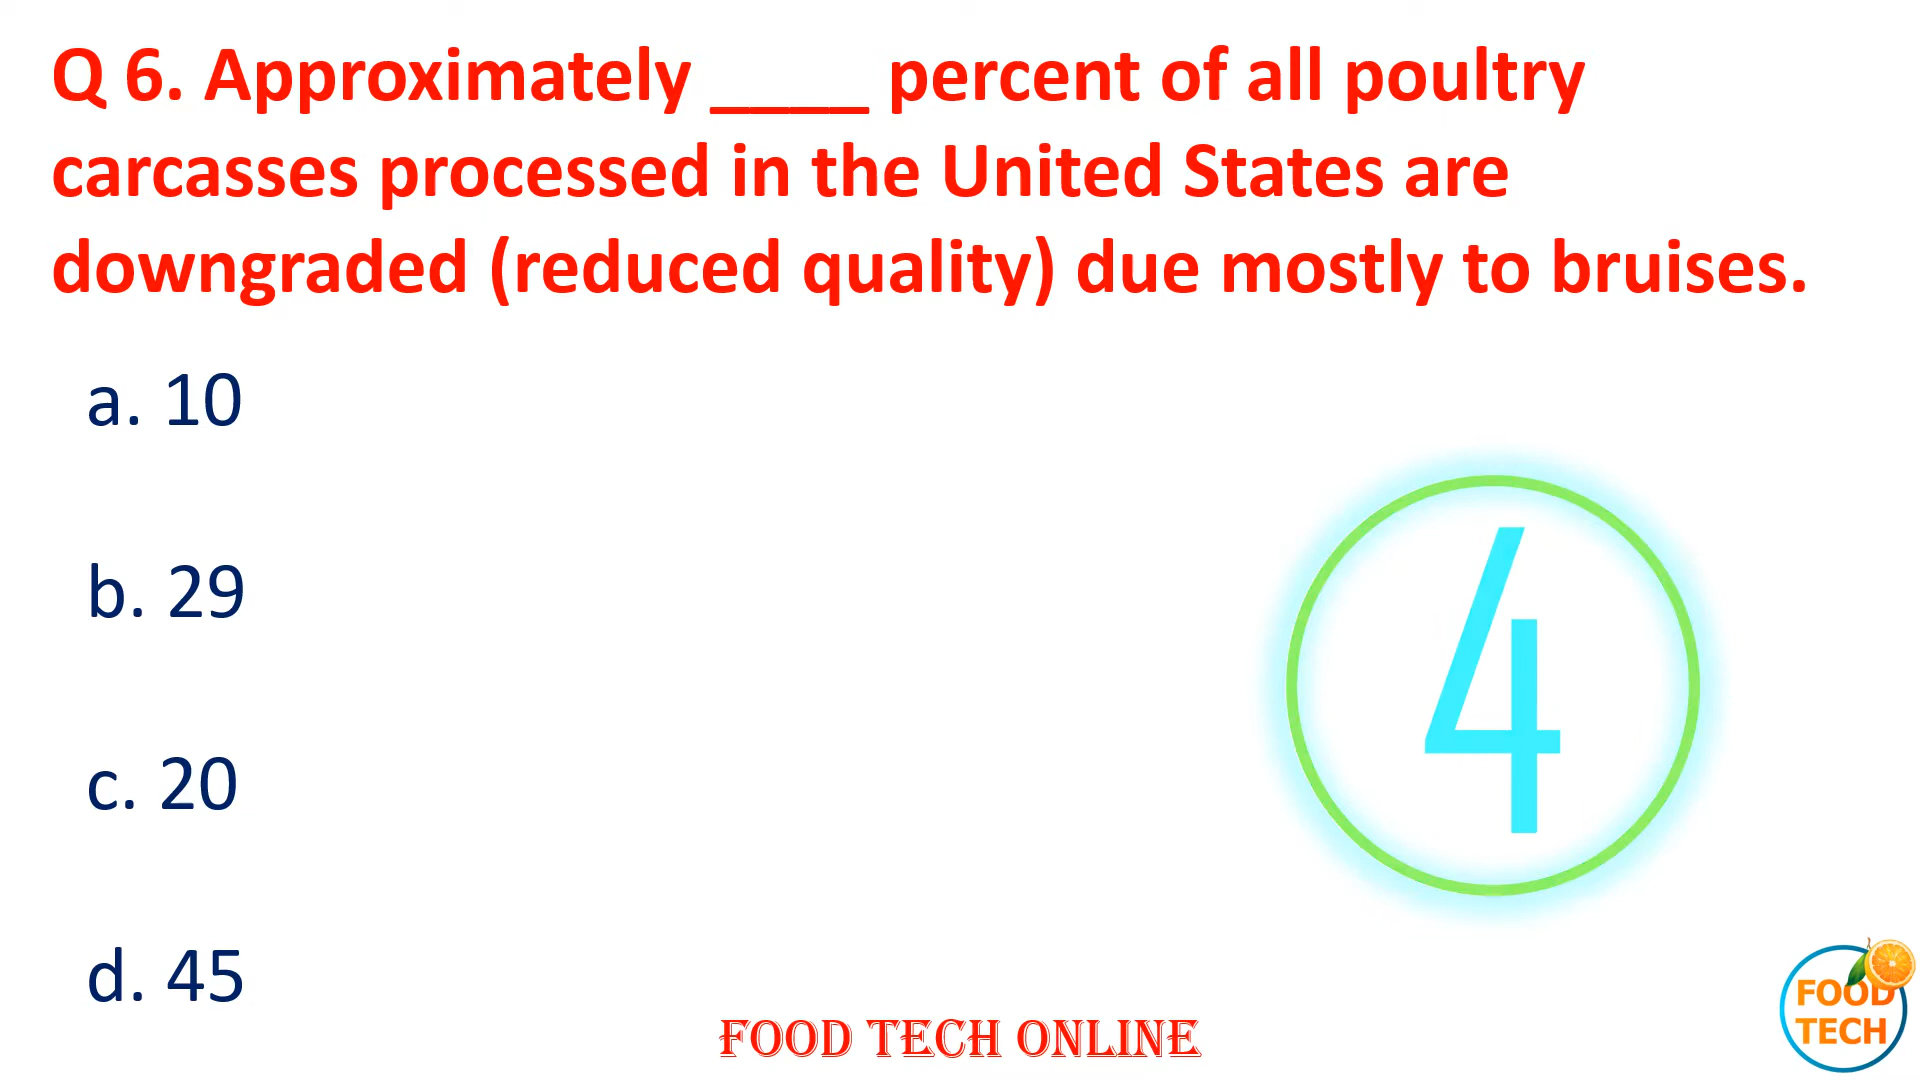 Q 6. Approximately ____ percent of all poultry
carcasses processed in the United States are
downgraded (reduced quality) due mostly to bruises.
a. 10
b. 29
c. 20
d. 45
4
FOOD TECH ONLINE
FOOD
TECH